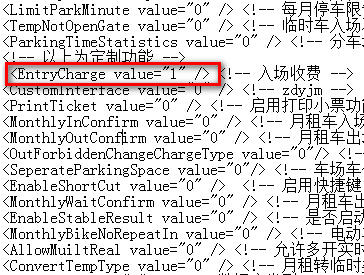 <LimitParkMinute value="0" /> <!-- 每月停车限
<TempNotOpenGate value="0" /> <!-- 临时车入场
<ParkingTimeStatistics value="0" /> <!-- 分车
<!-- 以上为定制功能 -->
<EntryCharge value="1" /> <!-- 入场收费 -->
<CustomInterface value="0" /> <!-- zdyjm -->
<PrintTicket value="0" /> <!-- 启用打印小票功能
<MonthlyInConfirm value="0" /> <!-- 月租车入场
<MonthlyOutConfirm value="0" /> <!-- 月租车出场
<OutForbiddenChangeChargeType value="0" /> <!--
<SeperateParkingSpace value="0" /> <!-- 车场车
<EnableShortCut value="0" /> <!-- 启用快捷键
<MonthlyWaitConfirm value="0" /> <!-- 月租车出
<EnableStableResult value="0" /> <!-- 是否启动
<MonthlyBikeNoRepeatIn value="0" /> <!-- 电动
<AllowMuiltReal value="0" /> <!-- 允许多开实时
<ConvertTempType value="0" /> <!-- 月租转临时